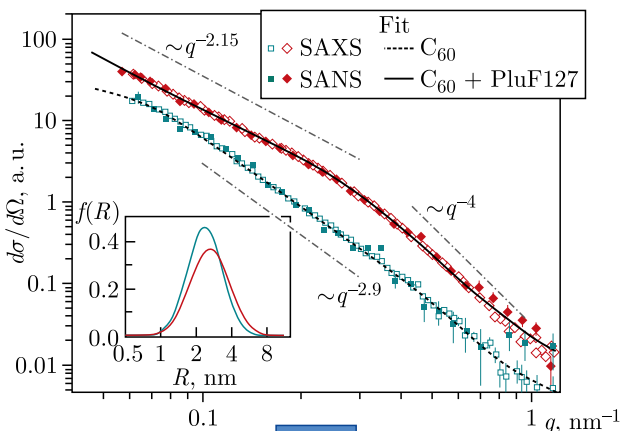 Fit
SAXS
C₆₀
SANS
C₆₀ + PluF127
dσ/dΩ, a. u.
100
10
1
0.1
0.01
~q⁻²·¹⁵
~q⁻⁴
~q⁻²·⁹
f(R)
0.4
0.2
0.0
0.5 1 2 4 8
R, nm
0.1 1 q, nm⁻¹